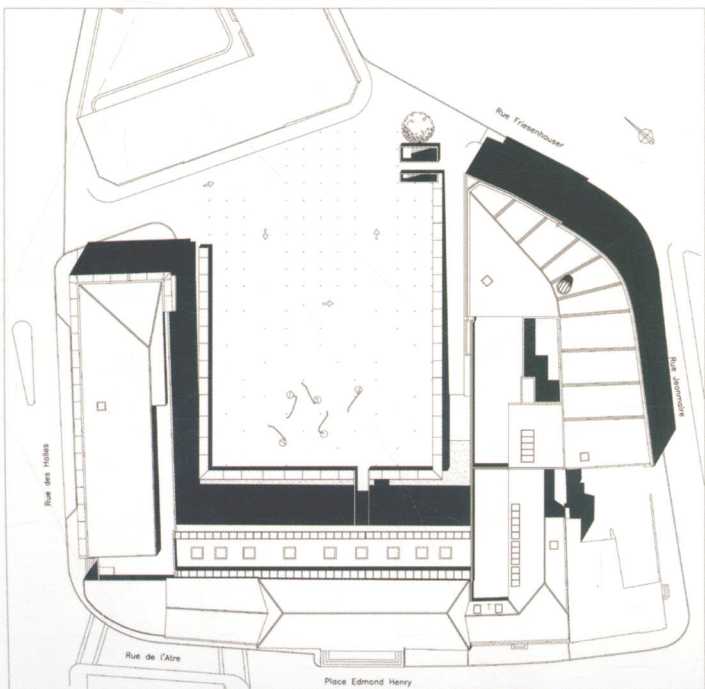 Rue Friesenhauser
Rue Jeanmaire
Rue des Halles
Rue de l'Atre
Place Edmond Henry